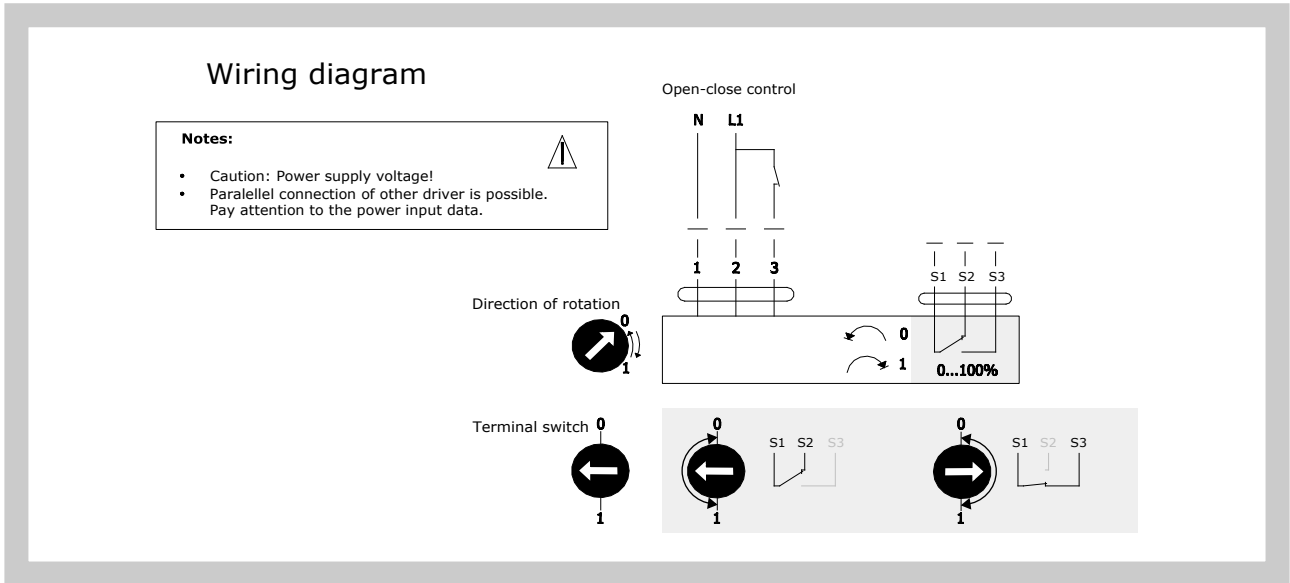 Wiring diagram
Notes:
• Caution: Power supply voltage!
• Paralellel connection of other driver is possible.
Pay attention to the power input data.
Open-close control
N L1
1 2 3
S1 S2 S3
Direction of rotation
0
1
0
1
0...100%
Terminal switch 0
1
0
S1 S2 S3
1
0
S1 S2 S3
1